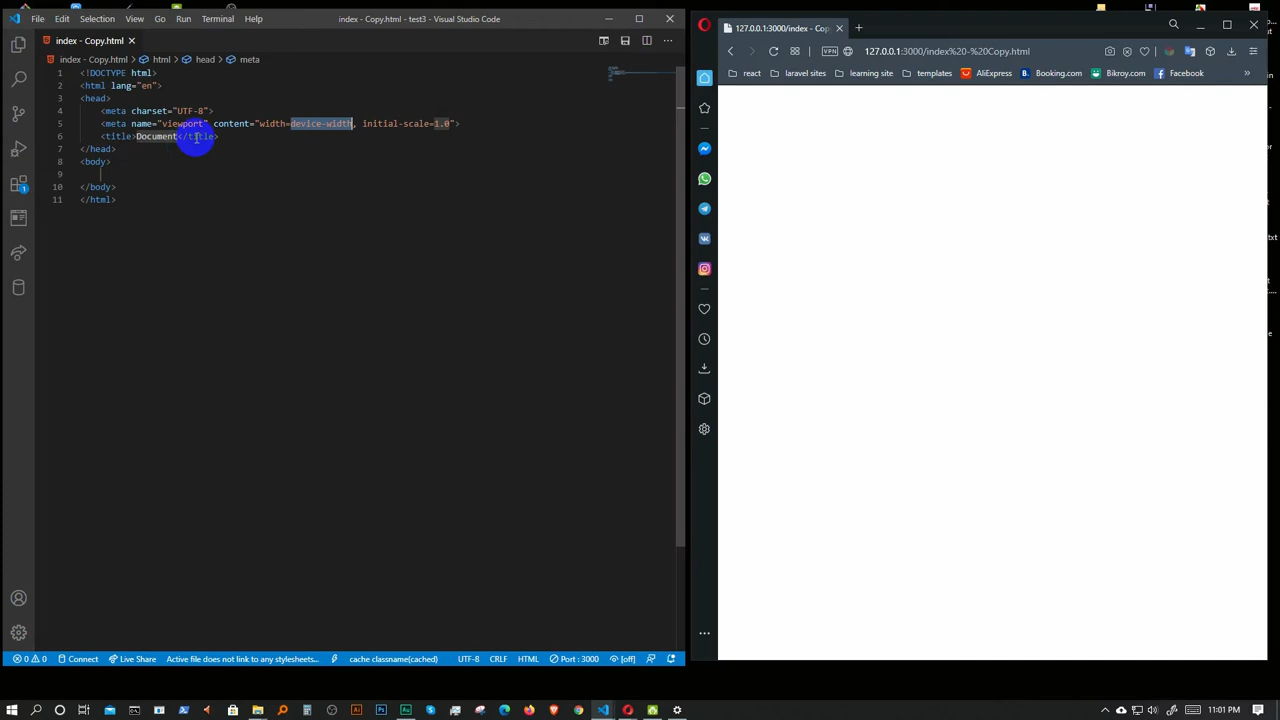 File Edit Selection View Go Run Terminal Help
index - Copy.html - test3 - Visual Studio Code
index - Copy.html
index - Copy.html > html > head > meta
1 <!DOCTYPE html>
2 <html lang="en">
3 <head>
4 <meta charset="UTF-8">
5 <meta name="viewport" content="width=device-width, initial-scale=1.0">
6 <title>Document</title>
7 </head>
8 <body>
9
10 </body>
11 </html>
1
0 0 Connect Live Share Active file does not link to any stylesheets... cache classname(cached) UTF-8 CRLF HTML Port : 3000 [off]
127.0.0.1:3000/index - Cop
VPN 127.0.0.1:3000/index%20-%20Copy.html
react laravel sites learning site templates AliExpress Booking.com Bikroy.com Facebook »
11:01 PM